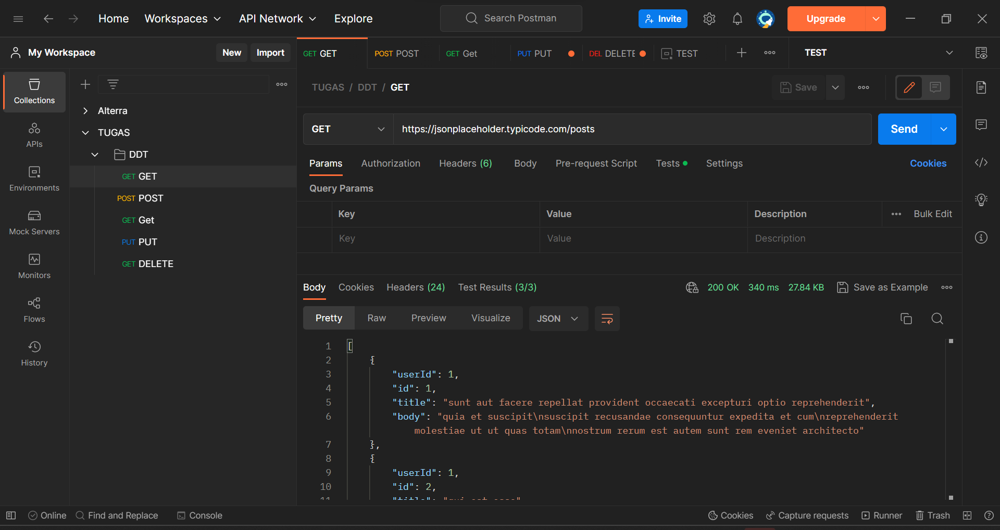 Home Workspaces API Network Explore Search Postman Invite Upgrade
My Workspace New Import
GET GET POST POST GET Get PUT PUT DEL DELETE TEST TEST
Collections
APIs
Environments
Mock Servers
Monitors
Flows
History
Alterra
TUGAS
DDT
GET GET
POST POST
GET Get
PUT PUT
GET DELETE
TUGAS / DDT / GET Save
GET https://jsonplaceholder.typicode.com/posts Send
Params Authorization Headers (6) Body Pre-request Script Tests Settings Cookies
Query Params
Key Value Description Bulk Edit
Key Value Description
Body Cookies Headers (24) Test Results (3/3) 200 OK 340 ms 27.84 KB Save as Example
Pretty Raw Preview Visualize JSON
1 [
2 {
3 "userId": 1,
4 "id": 1,
5 "title": "sunt aut facere repellat provident occaecati excepturi optio reprehenderit",
6 "body": "quia et suscipit\nsuscipit recusandae consequuntur expedita et cum\nreprehenderit
molestiae ut ut quas totam\nnostrum rerum est autem sunt rem eveniet architecto"
7 },
8 {
9 "userId": 1,
10 "id": 2,
11 "title": "qui est esse"
Online Find and Replace Console Cookies Capture requests Runner Trash